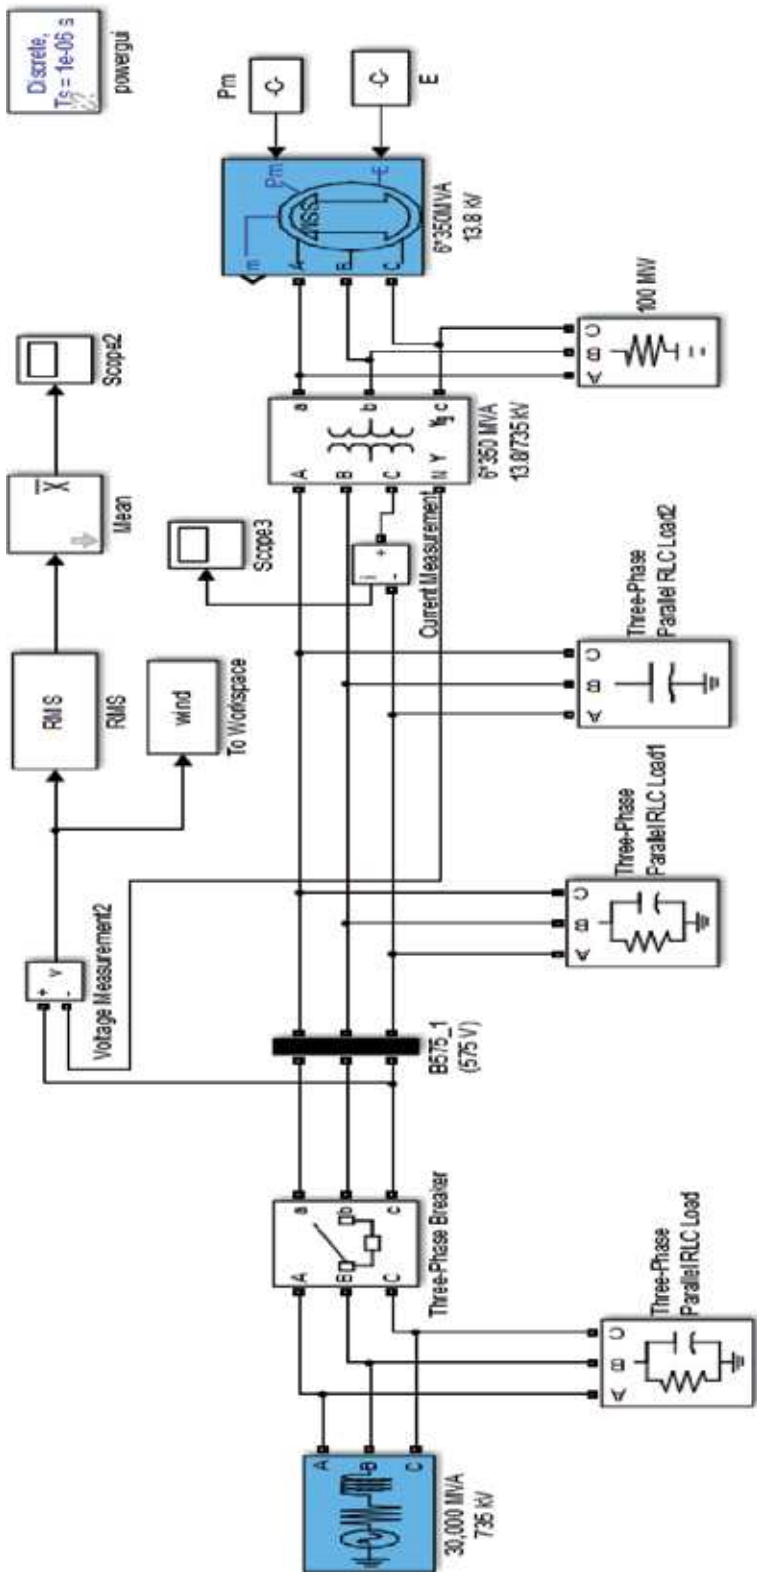 Discrete,
Ts = 1e-06 s
powergui
Pm
-C-
-C-
E
m
Pm
E
SSM
A
B
C
6*350MVA
13.8 kV
Scope2
X
Mean
RMS
RMS
wind
To Workspace
+
v
-
Voltage Measurement2
Scope3
i
+
-
Current Measurement
A
B
C
N
Y
a
b
c
Yg
6*350 MVA
13.8/735 kV
A
B
C
100 MW
A
B
C
Three-Phase
Parallel RLC Load2
A
B
C
Three-Phase
Parallel RLC Load1
B575_1
(575 V)
A
B
C
a
b
c
Three-Phase Breaker
A
B
C
Three-Phase
Parallel RLC Load
A
B
C
30,000 MVA
735 kV